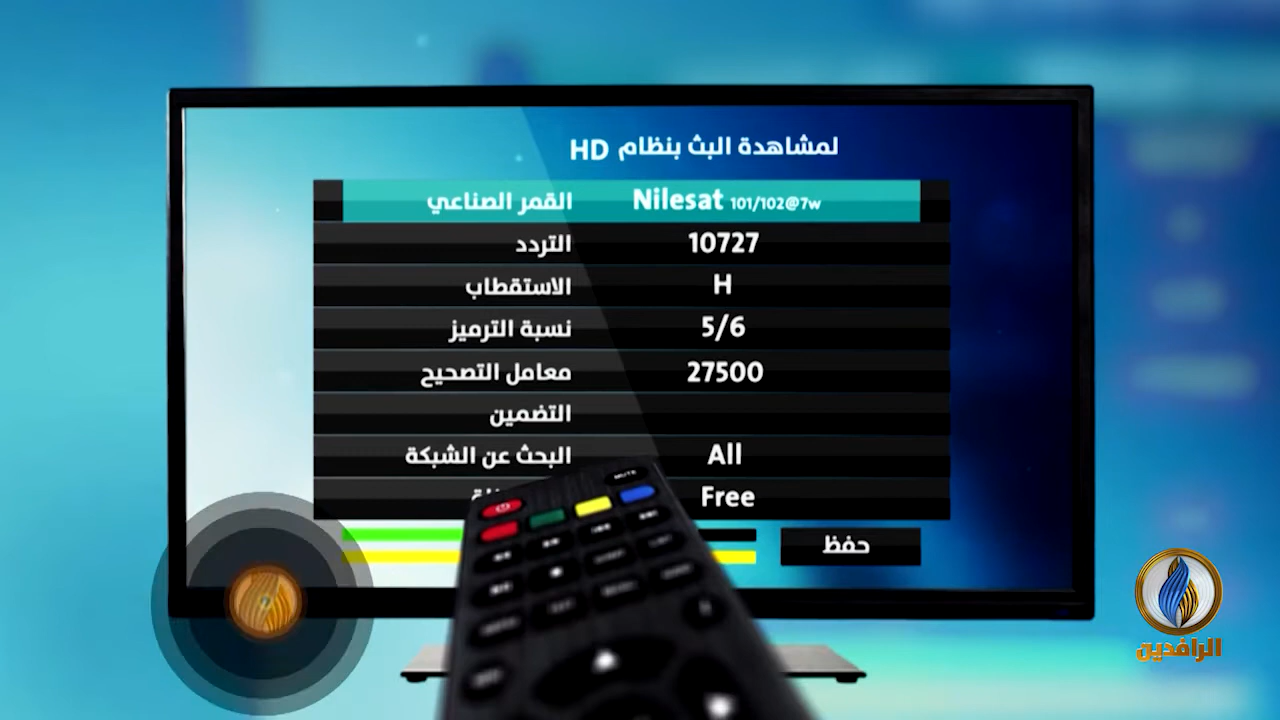 لمشاهدة البث بنظام HD
القمر الصناعي Nilesat 101/102@7w
التردد 10727
الاستقطاب H
نسبة الترميز 5/6
معامل التصحيح 27500
التضمين
البحث عن الشبكة All
Free
حفظ
MUTE
الرافدين